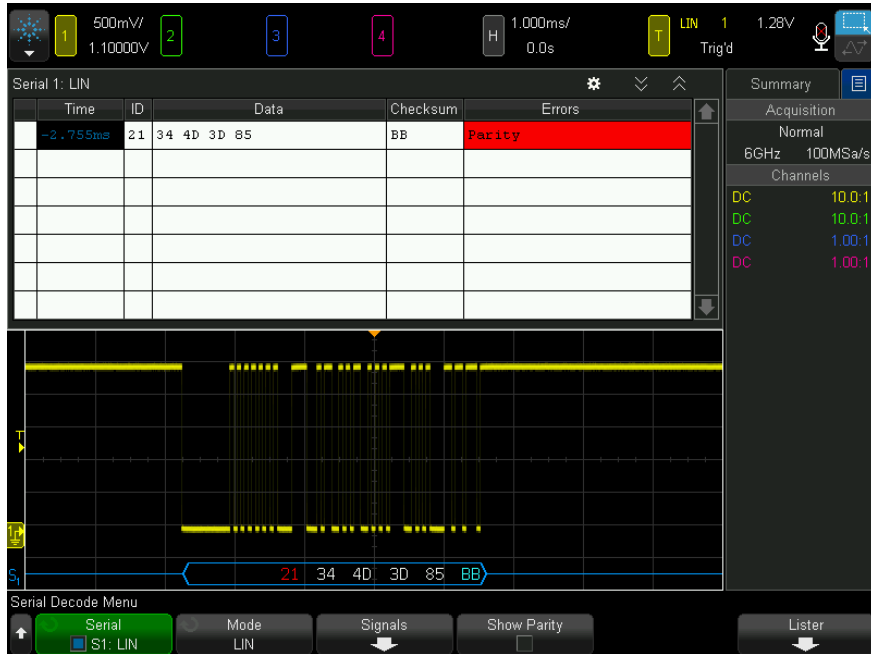 500mV/
1
1.10000V
2
3
4
H
1.000ms/
0.0s
T
LIN 1 1.28V
Trig'd
Serial 1: LIN
Time ID Data Checksum Errors
-2.755ms 21 34 4D 3D 85 BB Parity
Summary
Acquisition
Normal
6GHz 100MSa/s
Channels
DC 10.0:1
DC 10.0:1
DC 1.00:1
DC 1.00:1
T
1
S1
21 34 4D 3D 85 BB
Serial Decode Menu
Serial
S1: LIN
Mode
LIN
Signals
Show Parity
Lister